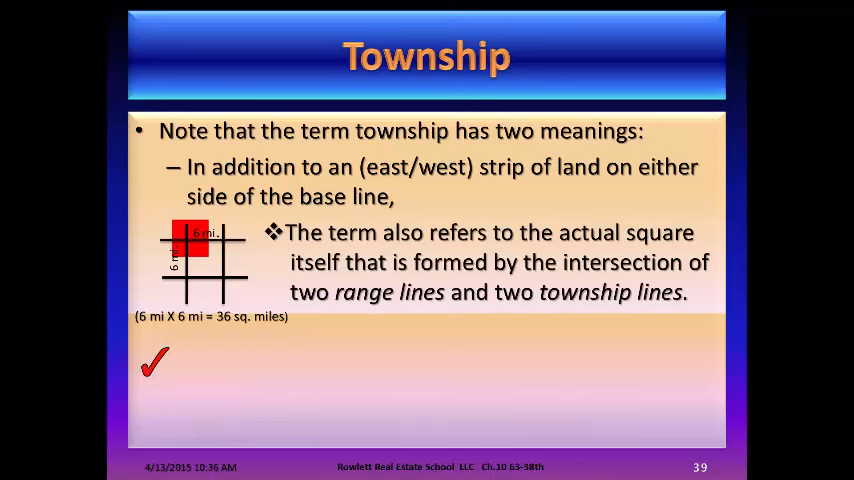 Township
• Note that the term township has two meanings:
– In addition to an (east/west) strip of land on either
side of the base line,
6 mi.
6 mi.
❖The term also refers to the actual square
itself that is formed by the intersection of
two range lines and two township lines.
(6 mi X 6 mi = 36 sq. miles)
4/13/2015 10:36 AM
Rowlett Real Estate School LLC Ch.10 63-38th
39